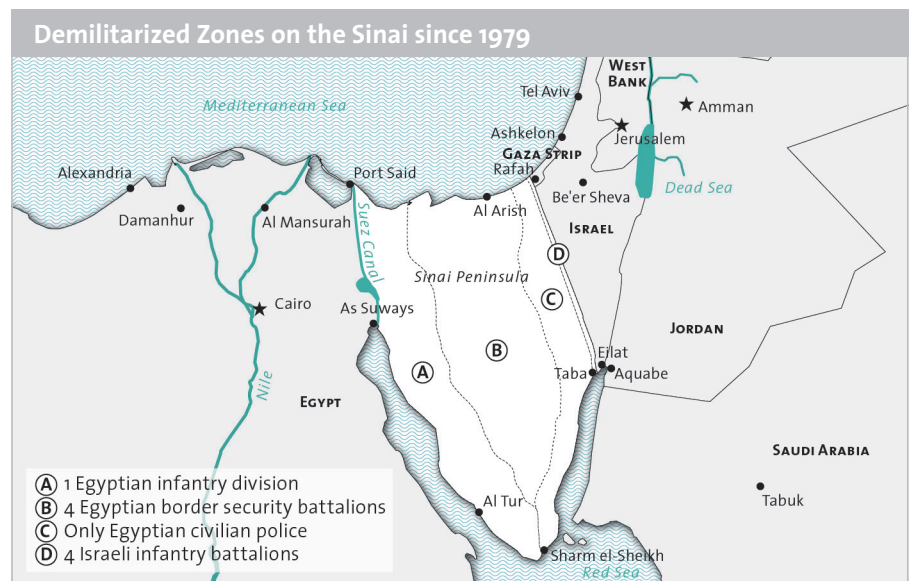 Demilitarized Zones on the Sinai since 1979
WEST
BANK
Tel Aviv
Mediterranean Sea
Amman
Ashkelon
Jerusalem
GAZA STRIP
Alexandria
Port Said
Rafah
Dead Sea
Be'er Sheva
Damanhur
Al Mansurah
Al Arish
Suez Canal
ISRAEL
D
Sinai Peninsula
C
Cairo
As Suways
JORDAN
B
Eilat
A
Taba
Aquabe
Nile
EGYPT
SAUDI ARABIA
A 1 Egyptian infantry division
B 4 Egyptian border security battalions
C Only Egyptian civilian police
D 4 Israeli infantry battalions
Al Tur
Tabuk
Sharm el-Sheikh
Red Sea